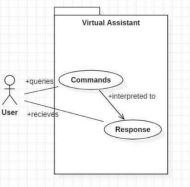 Virtual Assistant
+queries
Commands
+interpreted to
User
+recieves
Response